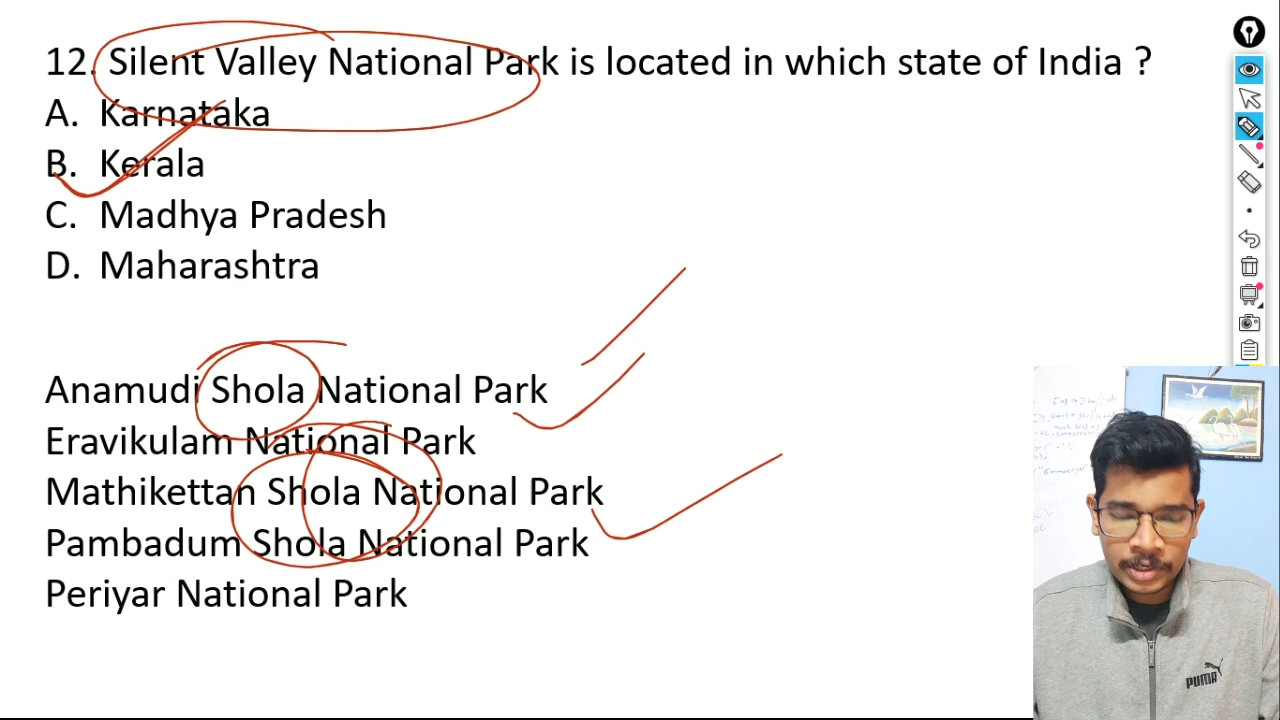 12. Silent Valley National Park is located in which state of India ?
A. Karnataka
B. Kerala
C. Madhya Pradesh
D. Maharashtra
Anamudi Shola National Park
Eravikulam National Park
Mathikettan Shola National Park
Pambadum Shola National Park
Periyar National Park
PUMA